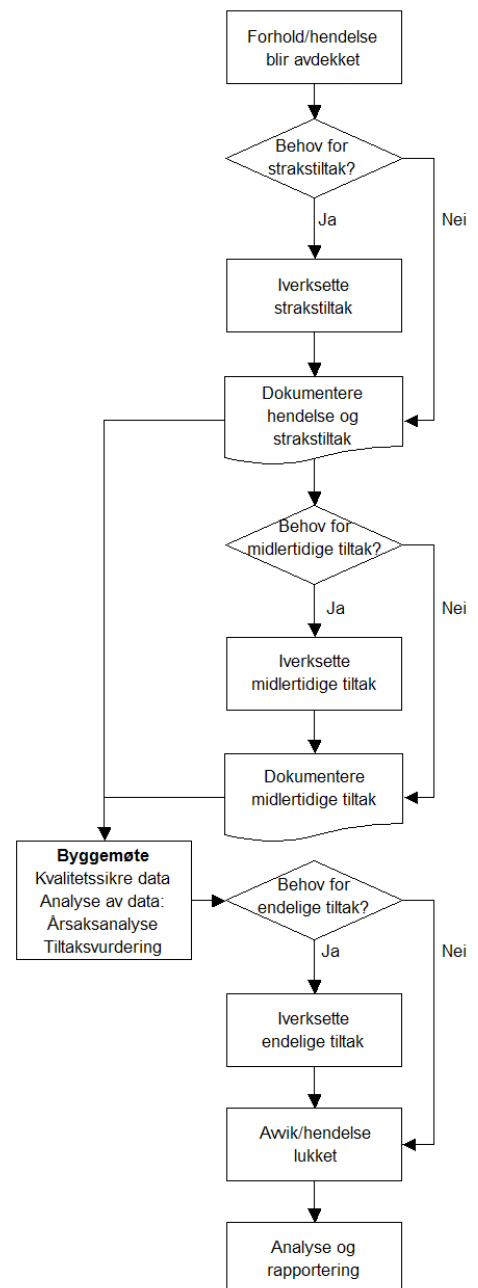 Forhold/hendelse
blir avdekket
Behov for
strakstiltak?
Ja
Nei
Iverksette
strakstiltak
Dokumentere
hendelse og
strakstiltak
Behov for
midlertidige tiltak?
Ja
Nei
Iverksette
midlertidige tiltak
Dokumentere
midlertidige tiltak
Byggemøte
Kvalitetssikre data
Analyse av data:
Årsaksanalyse
Tiltaksvurdering
Behov for
endelige tiltak?
Ja
Nei
Iverksette
endelige tiltak
Avvik/hendelse
lukket
Analyse og
rapportering